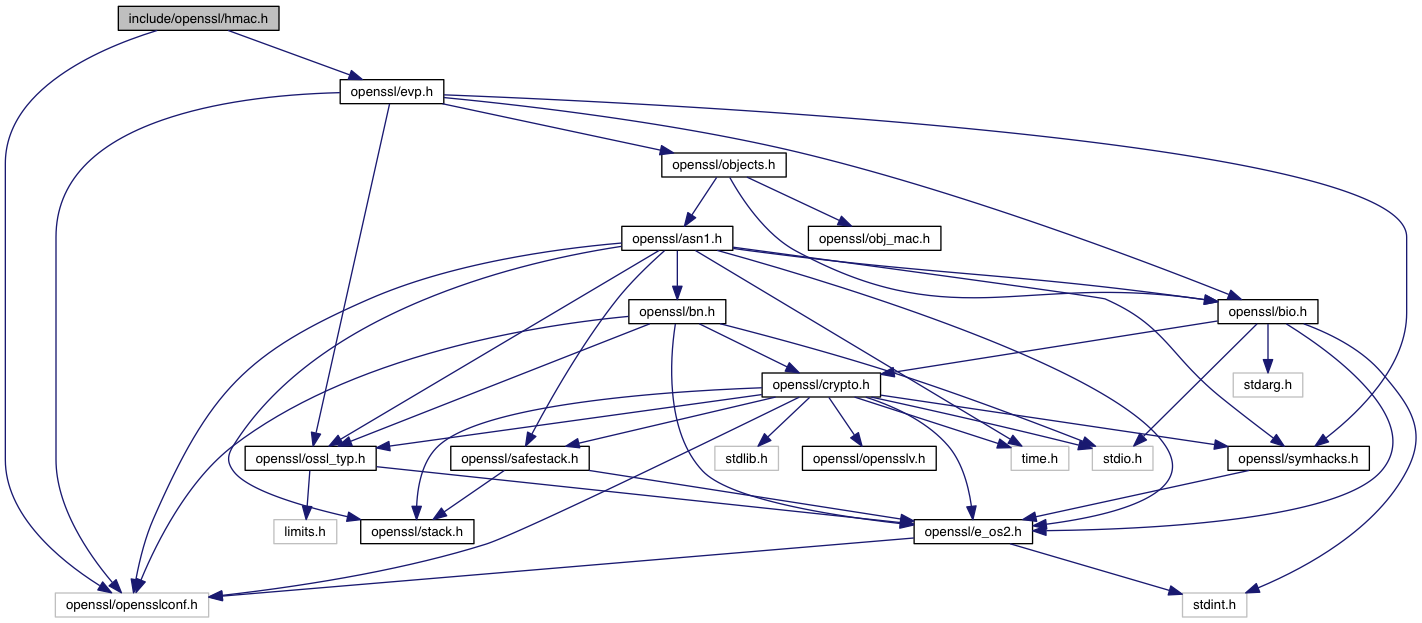 include/openssl/hmac.h
openssl/evp.h
openssl/objects.h
openssl/asn1.h
openssl/obj_mac.h
openssl/bn.h
openssl/bio.h
openssl/crypto.h
stdarg.h
openssl/ossl_typ.h
openssl/safestack.h
stdlib.h
openssl/opensslv.h
time.h
stdio.h
openssl/symhacks.h
limits.h
openssl/stack.h
openssl/e_os2.h
openssl/opensslconf.h
stdint.h